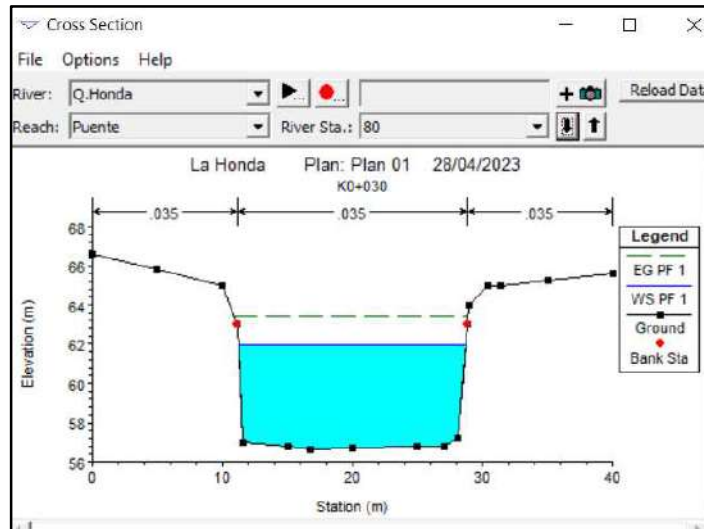 Cross Section
File Options Help
River: Q.Honda
Reload Dat
Reach: Puente River Sta.: 80
La Honda Plan: Plan 01 28/04/2023
K0+030
.035 .035 .035
Legend
EG PF 1
WS PF 1
Ground
Bank Sta
Elevation (m)
68
66
64
62
60
58
56
0 10 20 30 40
Station (m)